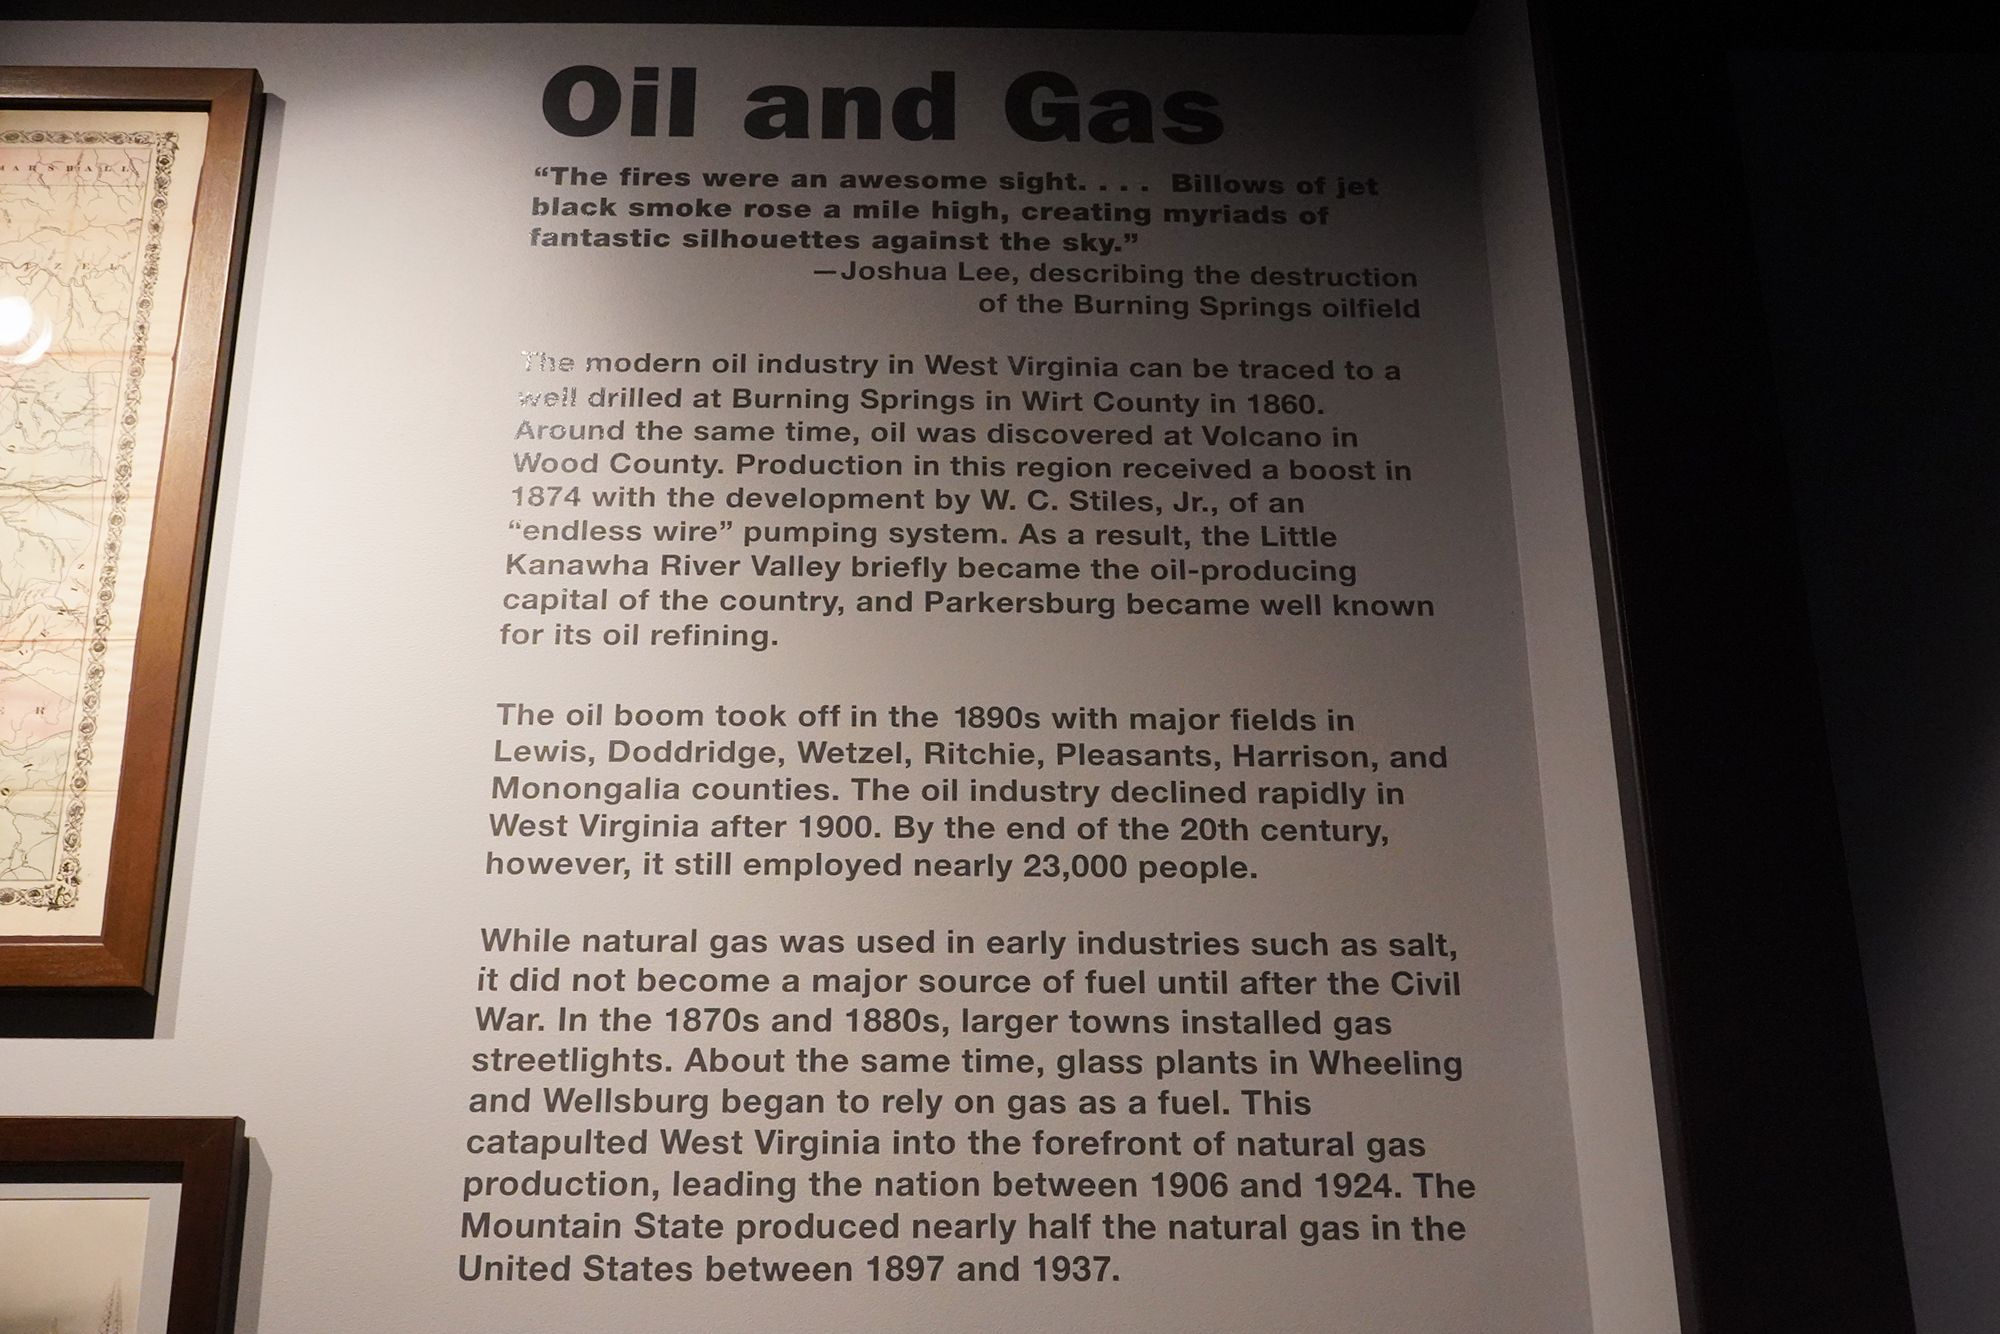 Oil and Gas
“The fires were an awesome sight. . . . Billows of jet
black smoke rose a mile high, creating myriads of
fantastic silhouettes against the sky.”
—Joshua Lee, describing the destruction
of the Burning Springs oilfield
The modern oil industry in West Virginia can be traced to a
well drilled at Burning Springs in Wirt County in 1860.
Around the same time, oil was discovered at Volcano in
Wood County. Production in this region received a boost in
1874 with the development by W. C. Stiles, Jr., of an
“endless wire” pumping system. As a result, the Little
Kanawha River Valley briefly became the oil-producing
capital of the country, and Parkersburg became well known
for its oil refining.
The oil boom took off in the 1890s with major fields in
Lewis, Doddridge, Wetzel, Ritchie, Pleasants, Harrison, and
Monongalia counties. The oil industry declined rapidly in
West Virginia after 1900. By the end of the 20th century,
however, it still employed nearly 23,000 people.
While natural gas was used in early industries such as salt,
it did not become a major source of fuel until after the Civil
War. In the 1870s and 1880s, larger towns installed gas
streetlights. About the same time, glass plants in Wheeling
and Wellsburg began to rely on gas as a fuel. This
catapulted West Virginia into the forefront of natural gas
production, leading the nation between 1906 and 1924. The
Mountain State produced nearly half the natural gas in the
United States between 1897 and 1937.